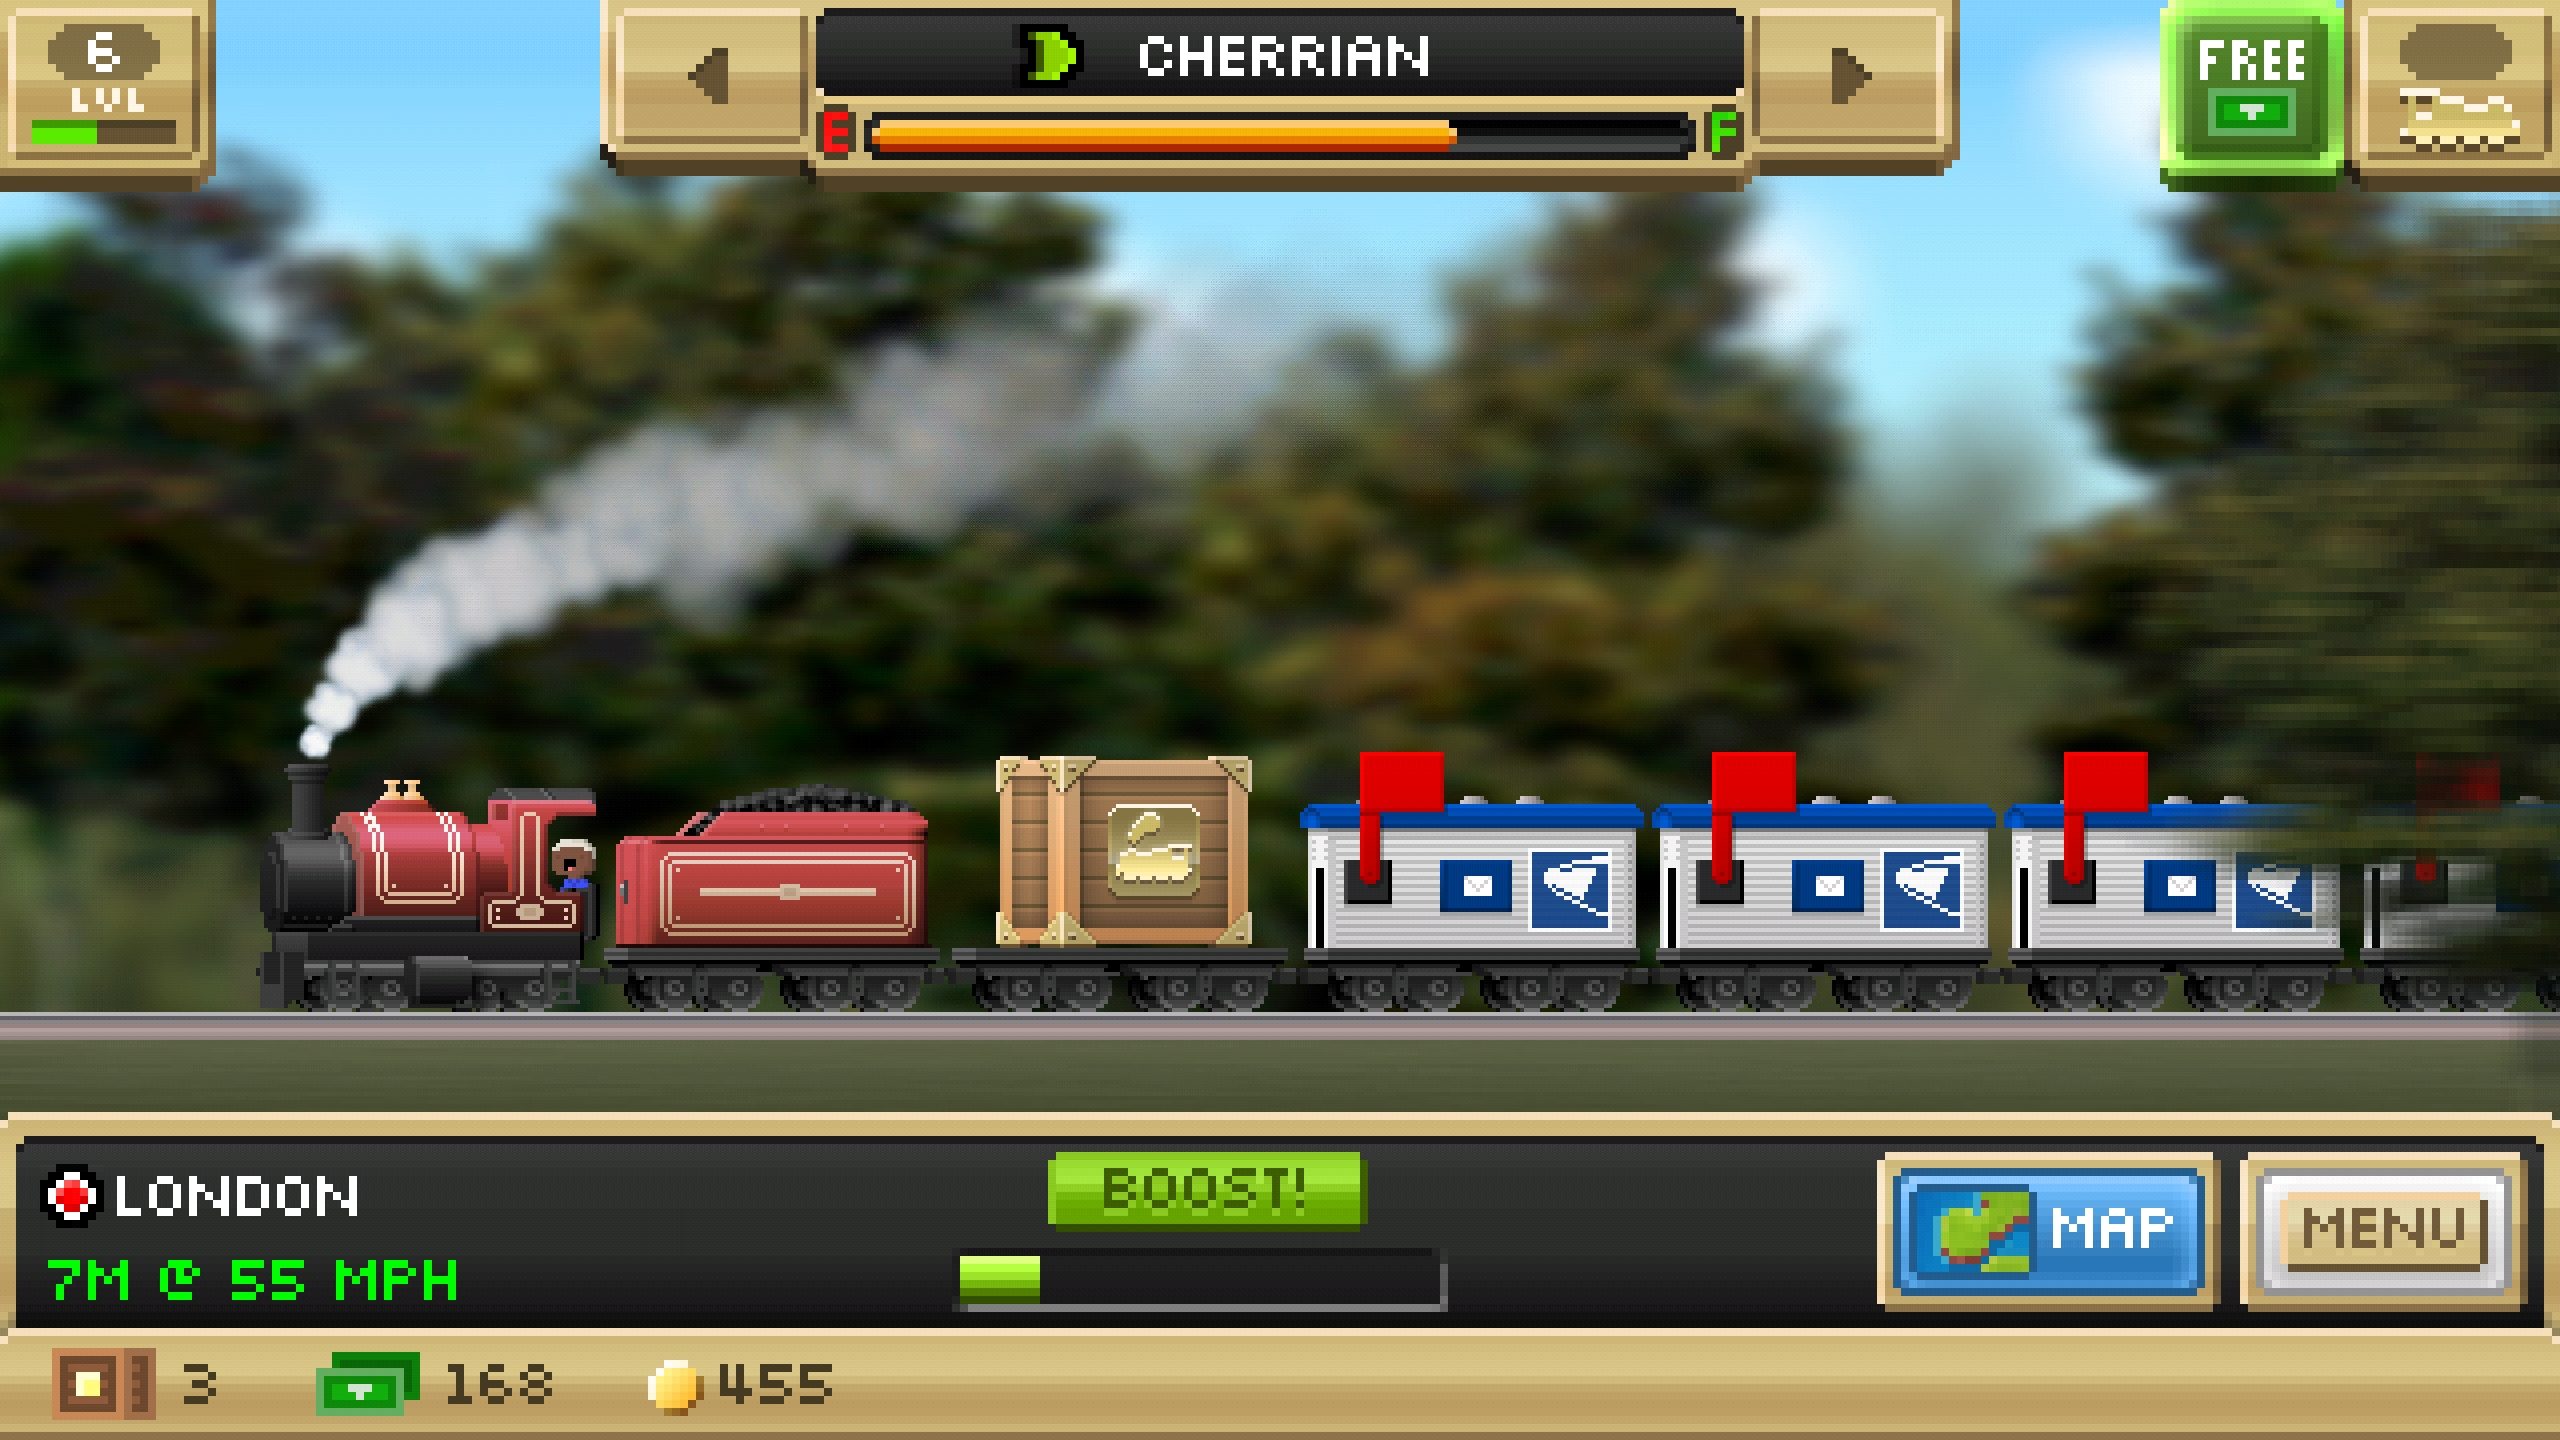 6
LVL
CHERRIAN
E
F
FREE
LONDON
BOOST!
7M @ 55 MPH
MAP
MENU
3
168
455